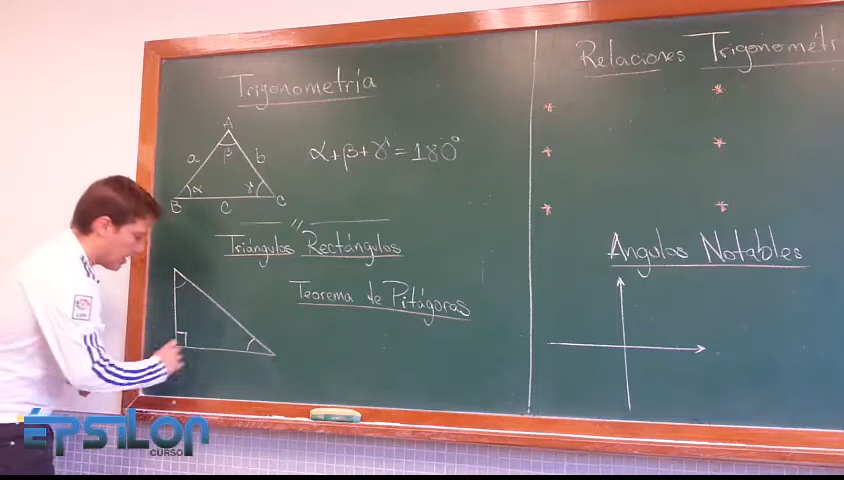 Trigonometría
A
a
β
b
α
γ
B
C
C
α+β+γ=180°
"
Triángulos Rectángulos
Teorema de Pitágoras
Relaciones Trigonométri
*
*
*
*
*
*
Angulos Notables
ÉPSILON
CURSO